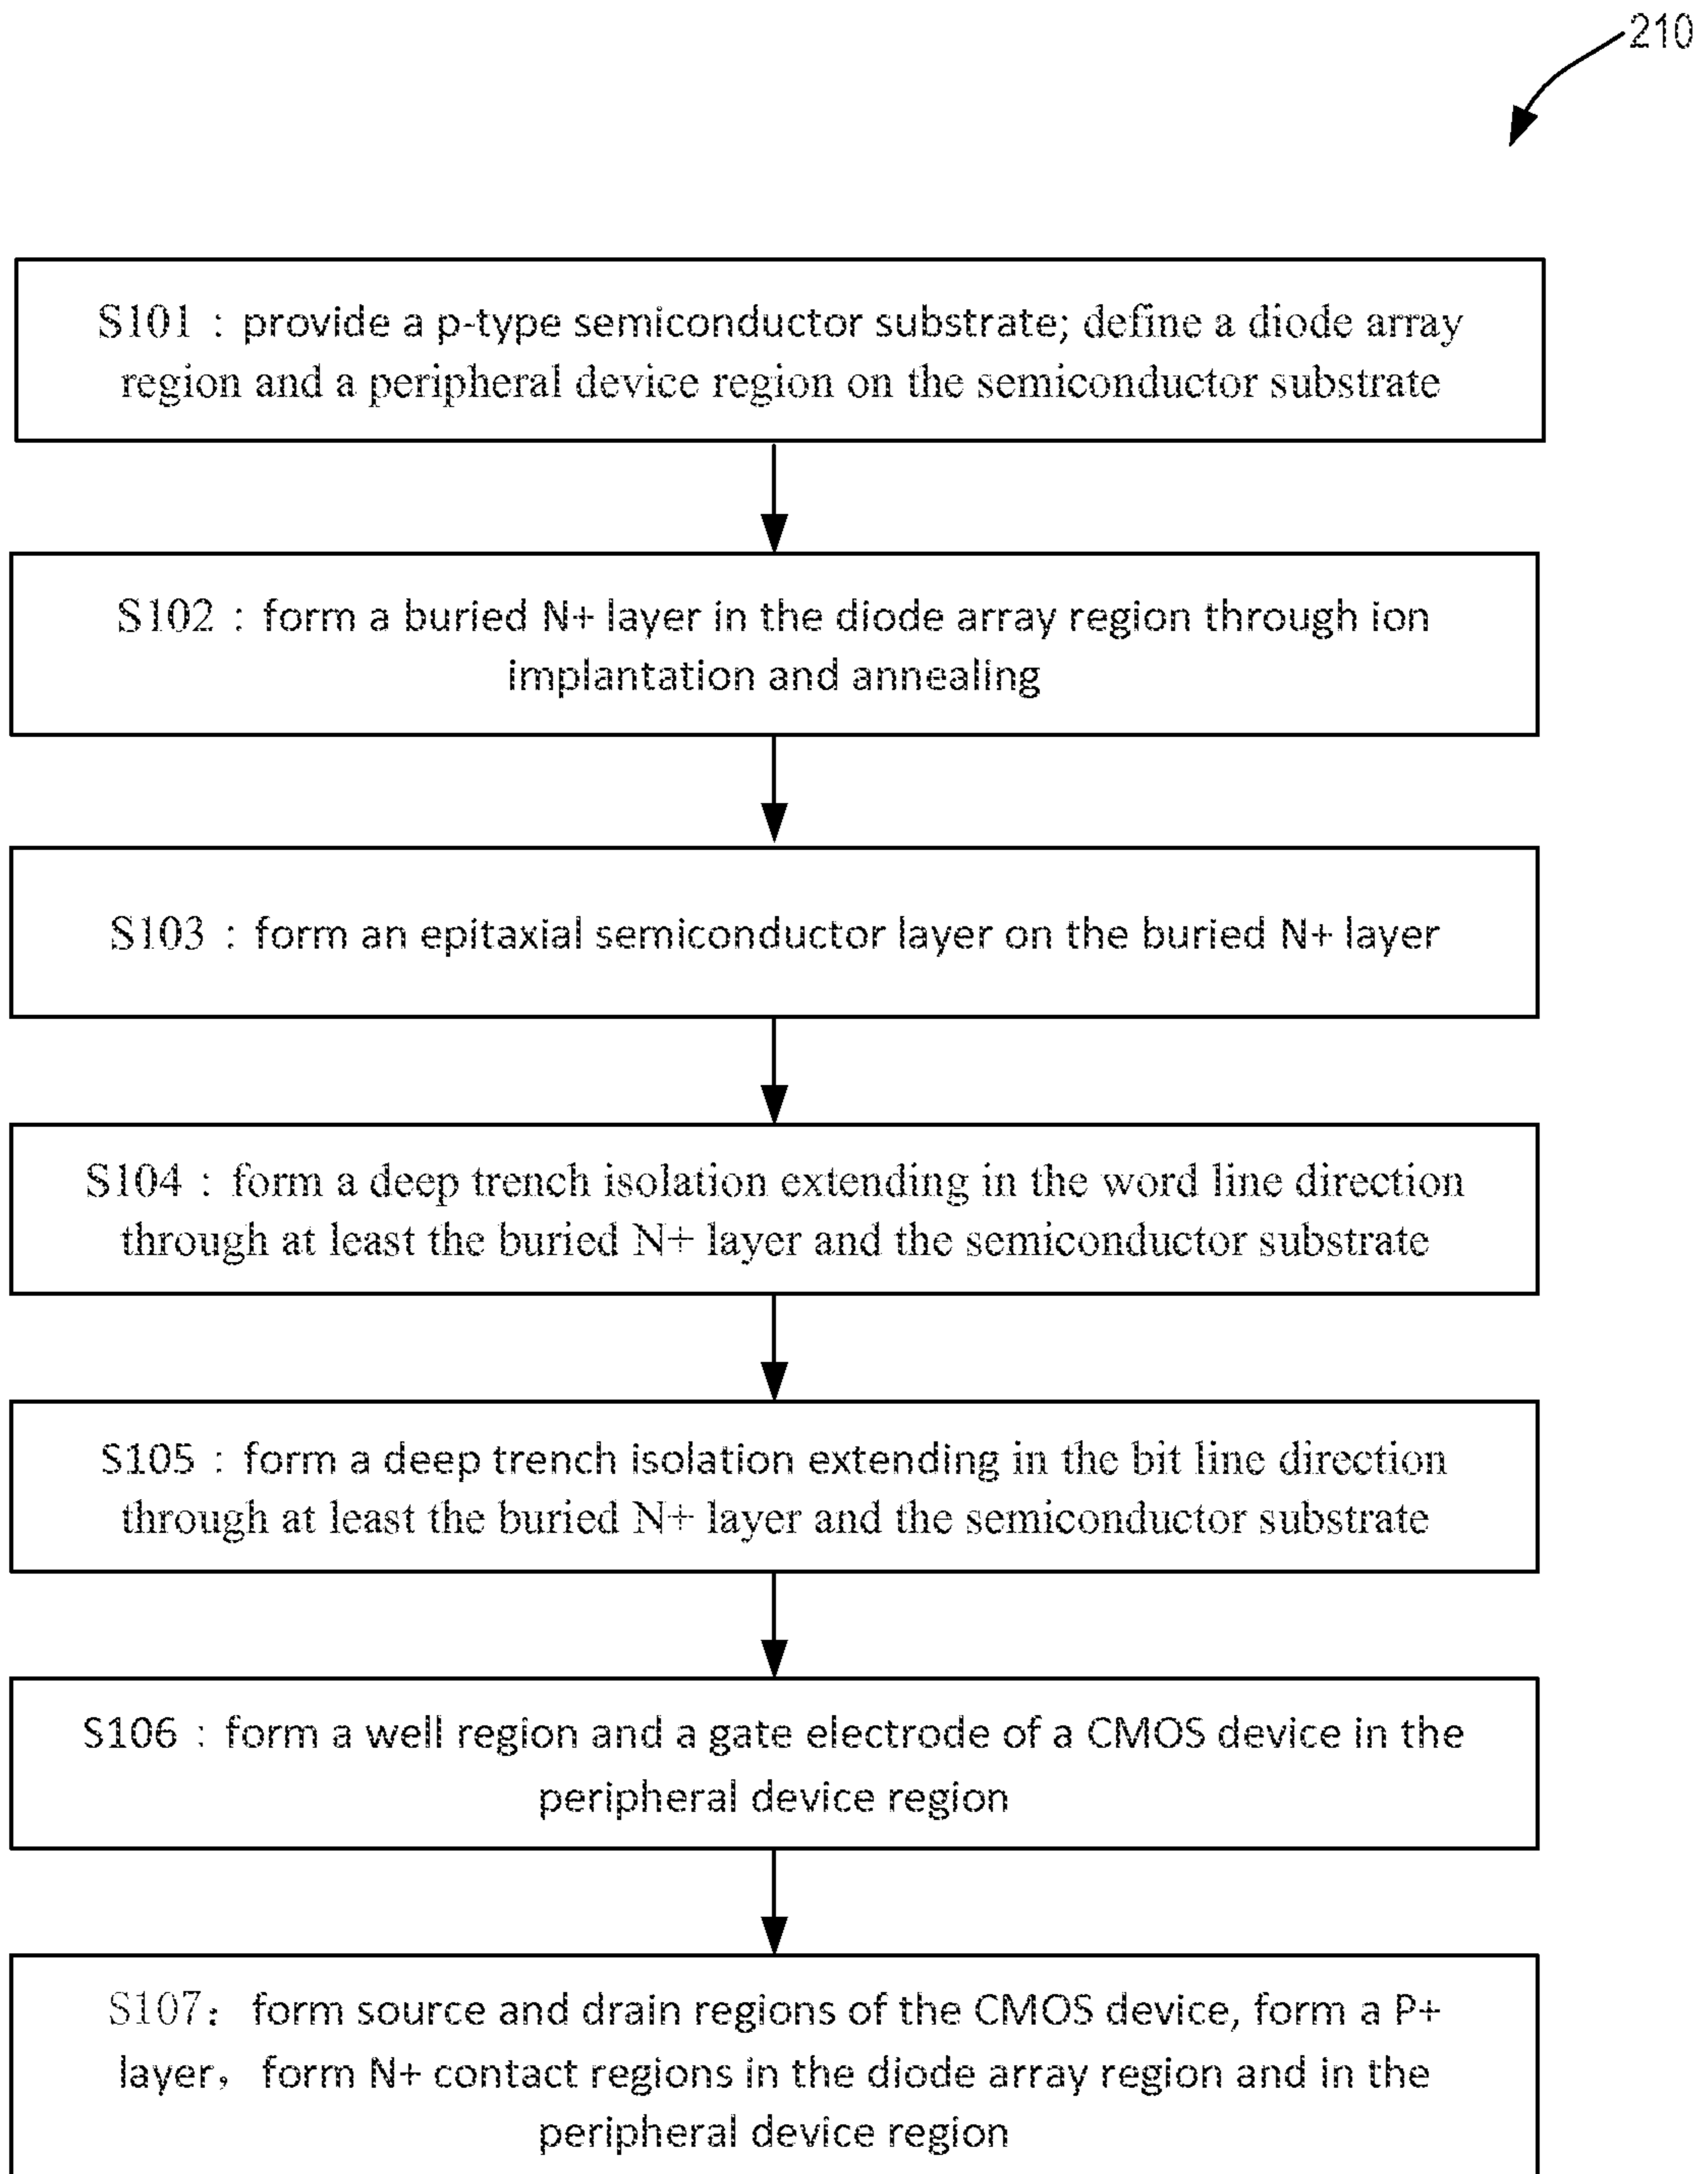 210
S101 : provide a p-type semiconductor substrate; define a diode array
region and a peripheral device region on the semiconductor substrate
S102 : form a buried N+ layer in the diode array region through ion
implantation and annealing
S103 : form an epitaxial semiconductor layer on the buried N+ layer
S104 : form a deep trench isolation extending in the word line direction
through at least the buried N+ layer and the semiconductor substrate
S105 : form a deep trench isolation extending in the bit line direction
through at least the buried N+ layer and the semiconductor substrate
S106 : form a well region and a gate electrode of a CMOS device in the
peripheral device region
S107: form source and drain regions of the CMOS device, form a P+
layer, form N+ contact regions in the diode array region and in the
peripheral device region